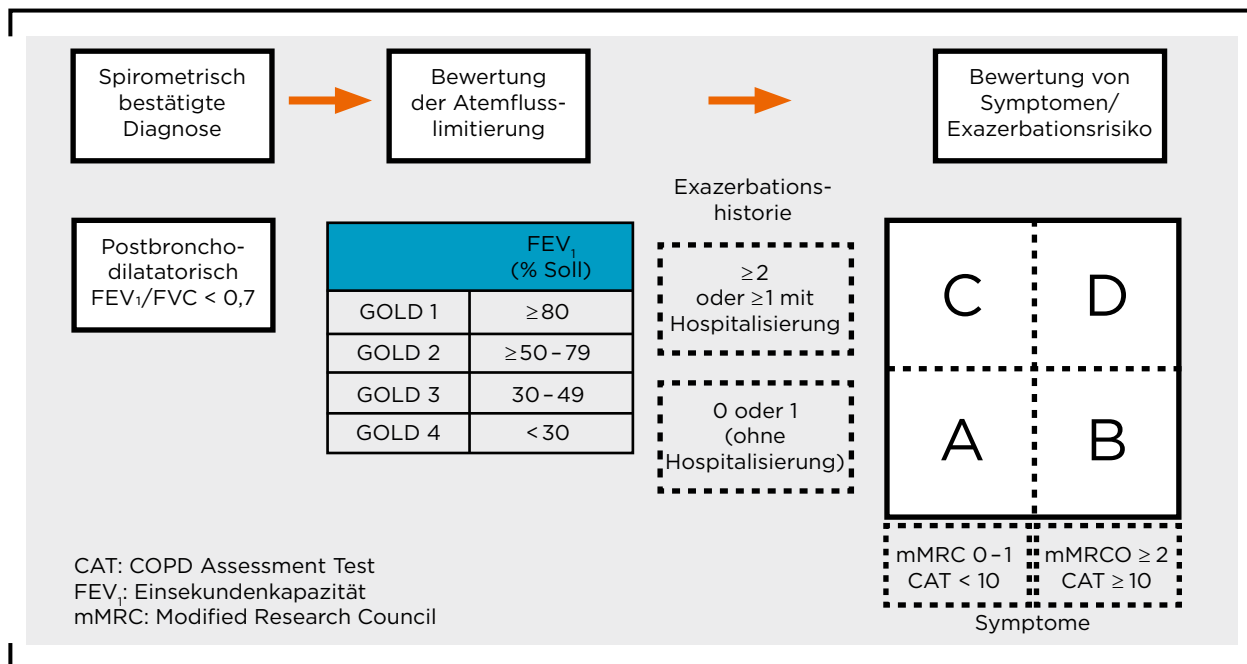 Spirometrisch
bestätigte
Diagnose
Bewertung
der Atemfluss-
limitierung
Bewertung von
Symptomen/
Exazerbationsrisiko
Postbroncho-
dilatatorisch
FEV₁/FVC < 0,7
FEV₁
(% Soll)
GOLD 1 ≥80
GOLD 2 ≥50–79
GOLD 3 30–49
GOLD 4 <30
Exazerbations-
historie
≥2
oder ≥1 mit
Hospitalisierung
0 oder 1
(ohne
Hospitalisierung)
C D
A B
mMRC 0–1
CAT < 10
mMRCO ≥ 2
CAT ≥ 10
Symptome
CAT: COPD Assessment Test
FEV₁: Einsekundenkapazität
mMRC: Modified Research Council